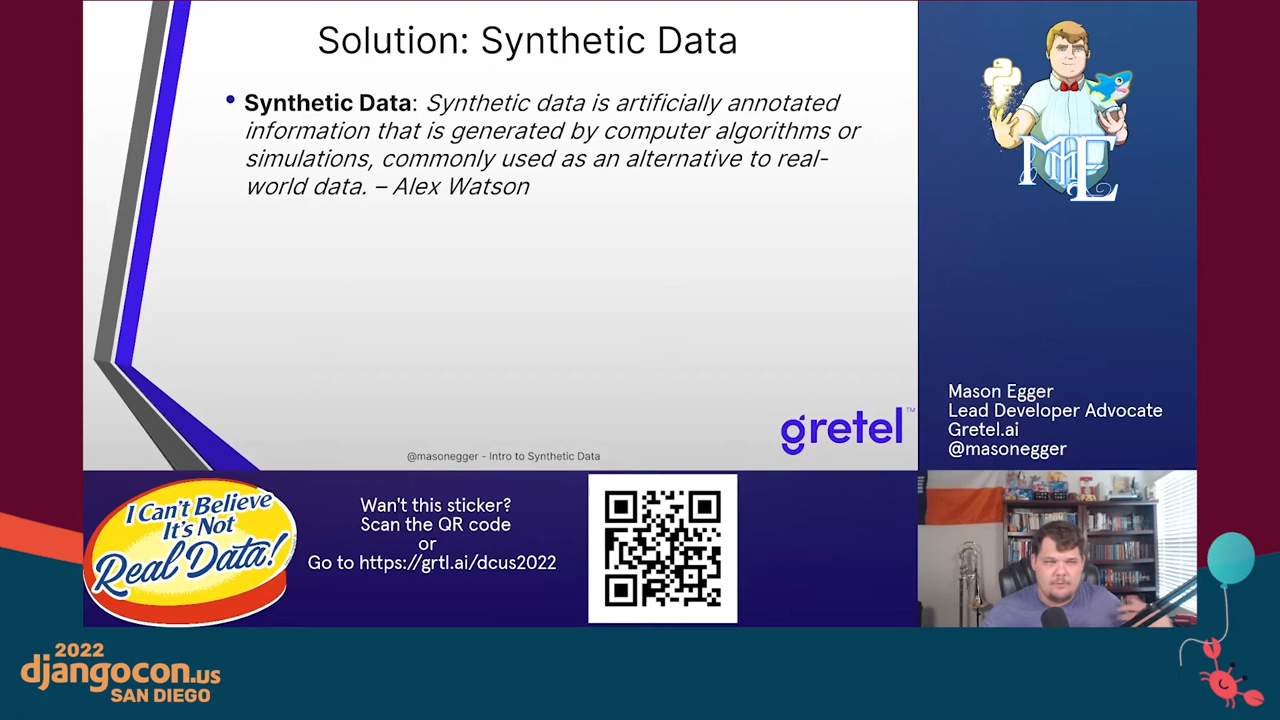 Solution: Synthetic Data
• Synthetic Data: Synthetic data is artificially annotated
information that is generated by computer algorithms or
simulations, commonly used as an alternative to real-
world data. – Alex Watson
gretel™
@masonegger - Intro to Synthetic Data
ME
Mason Egger
Lead Developer Advocate
Gretel.ai
@masonegger
I Can't Believe
It's Not
Real Data!
Wan't this sticker?
Scan the QR code
or
Go to https://grtl.ai/dcus2022
2022
djangocon.us
SAN DIEGO